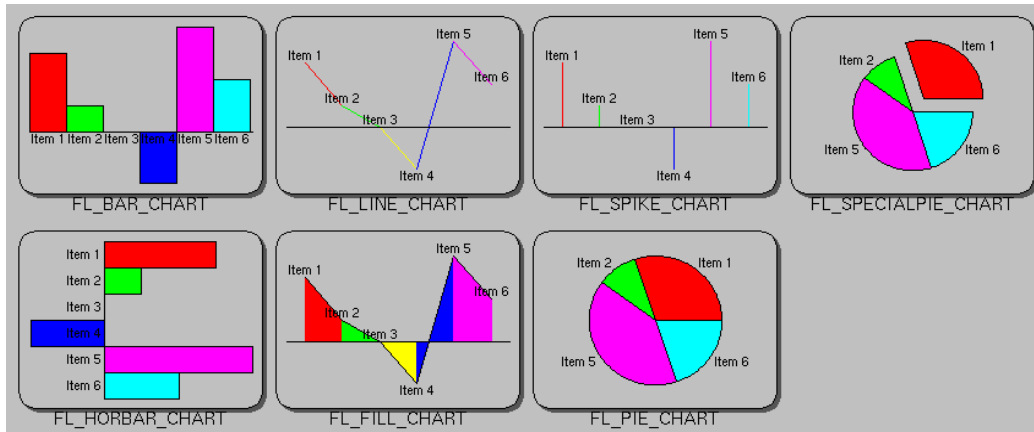 Item 1 Item 2 Item 3 Item 4 Item 5 Item 6
FL_BAR_CHART
Item 1
Item 2
Item 3
Item 4
Item 5
Item 6
FL_LINE_CHART
Item 1
Item 2
Item 3
Item 4
Item 5
Item 6
FL_SPIKE_CHART
Item 1
Item 2
Item 5
Item 6
FL_SPECIALPIE_CHART
Item 1
Item 2
Item 3
Item 4
Item 5
Item 6
FL_HORBAR_CHART
Item 1
Item 2
Item 3
Item 4
Item 5
Item 6
FL_FILL_CHART
Item 1
Item 2
Item 5
Item 6
FL_PIE_CHART